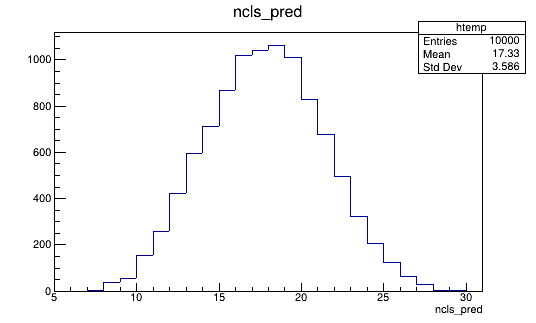 ncls_pred
htemp
Entries 10000
Mean 17.33
Std Dev 3.586
1000
800
600
400
200
0
5 10 15 20 25 30
ncls_pred